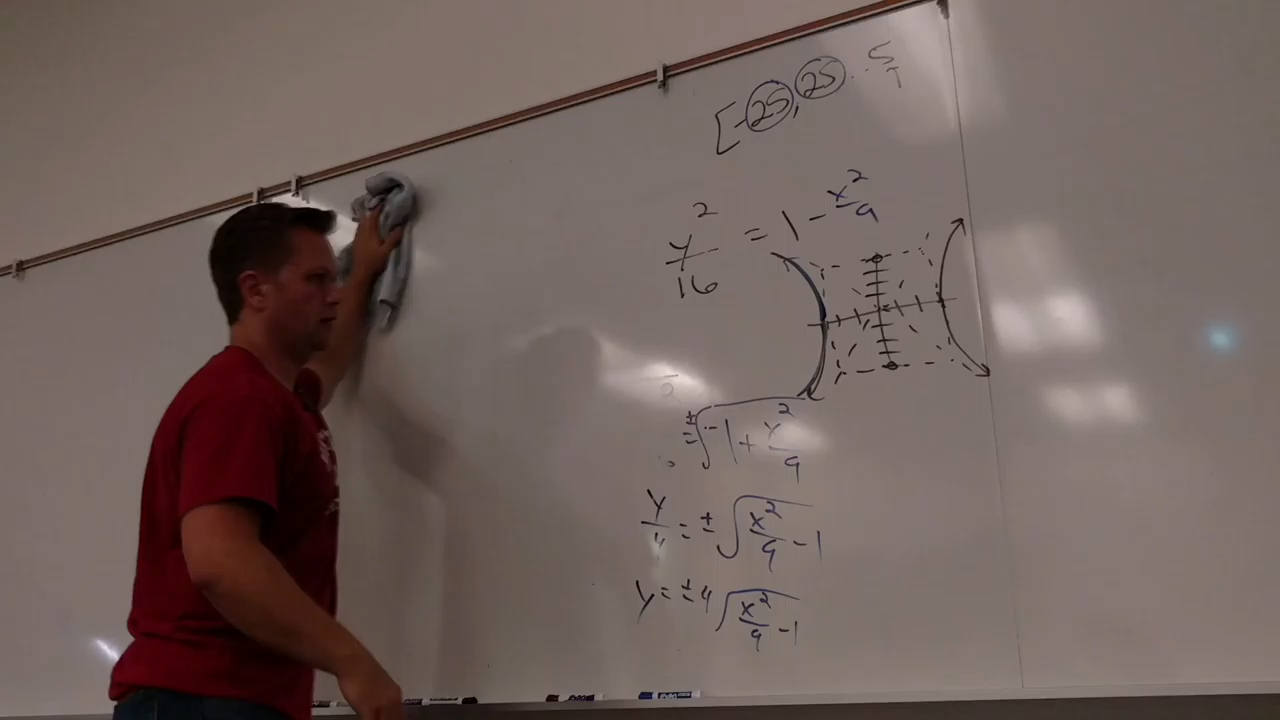 [-25, 25
y²/16 = 1 - x²/9
= ±√(-1 + x²/9)
y/4 = ±√(x²/9 - 1)
y = ±4√(x²/9 - 1)